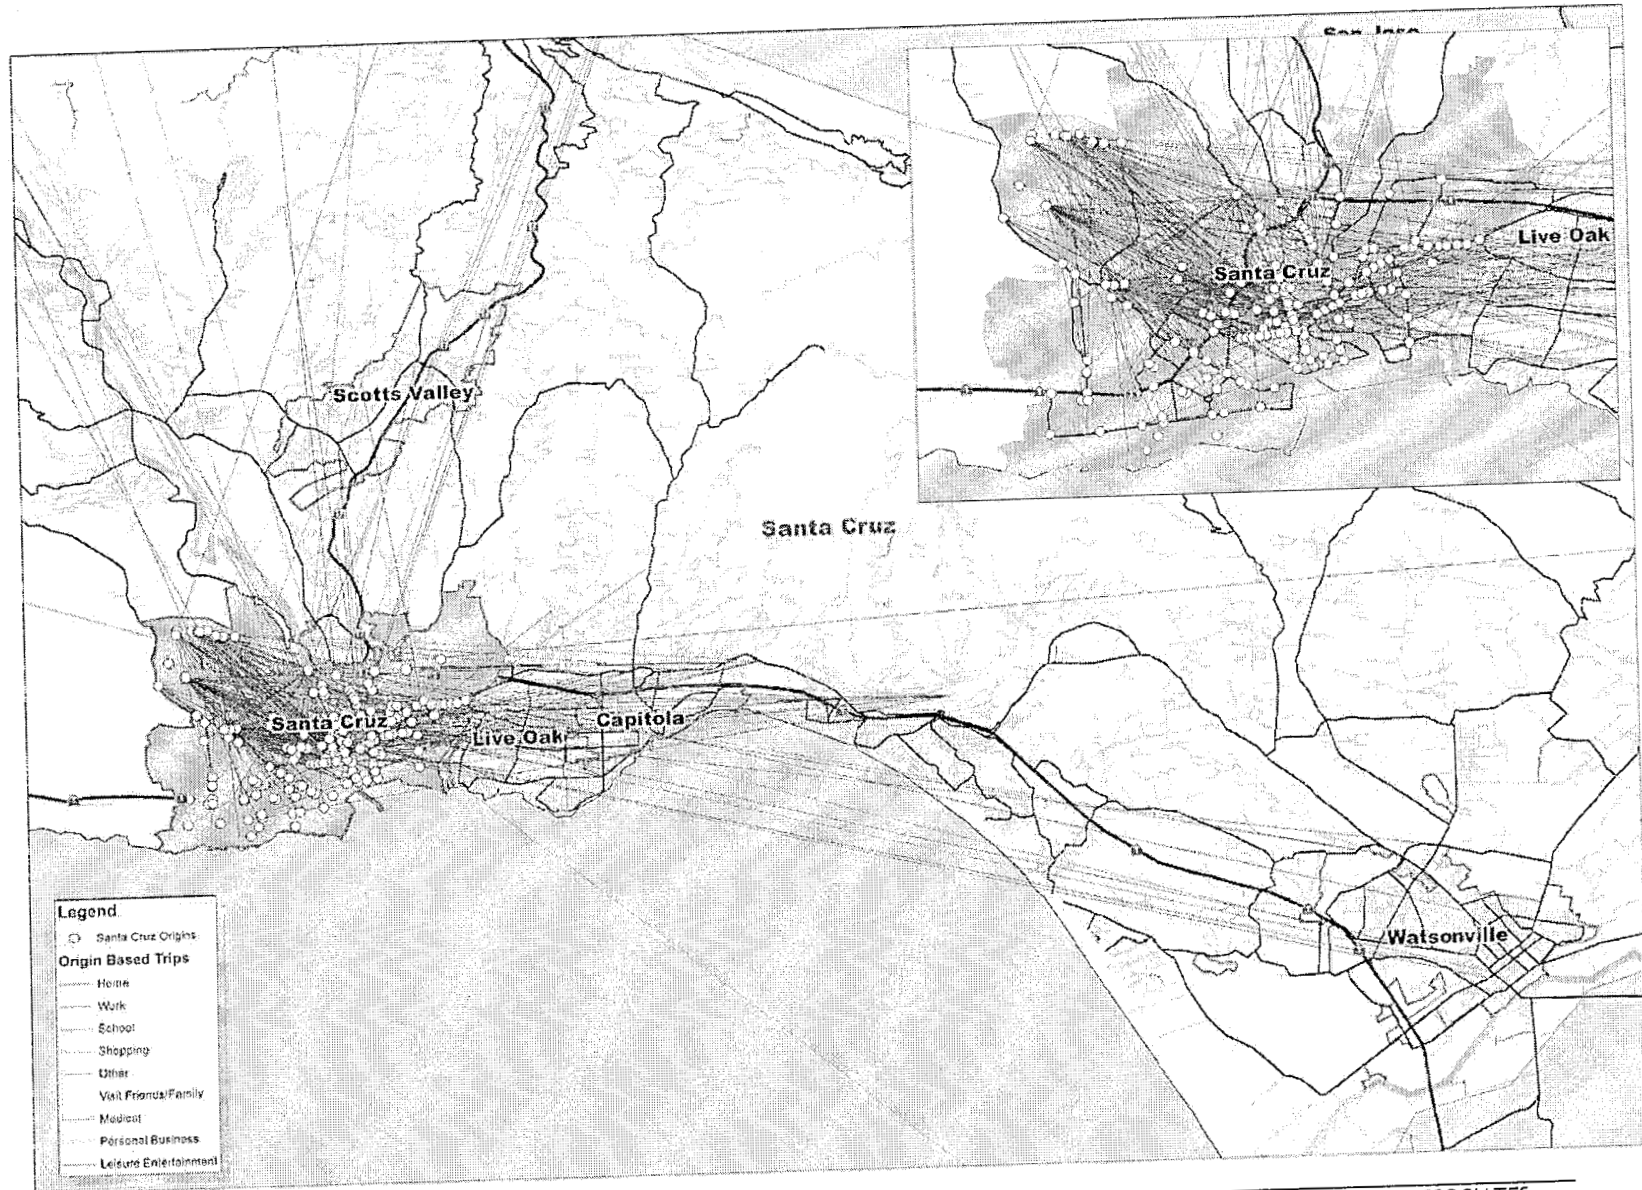 San Jose
Live Oak
Santa Cruz
Scotts Valley
Santa Cruz
Santa Cruz
Capitola
Live Oak
Watsonville
Legend
Santa Cruz Origins
Origin Based Trips
Home
Work
School
Shopping
Other
Visit Friends/Family
Medical
Personal Business
Leisure Entertainment